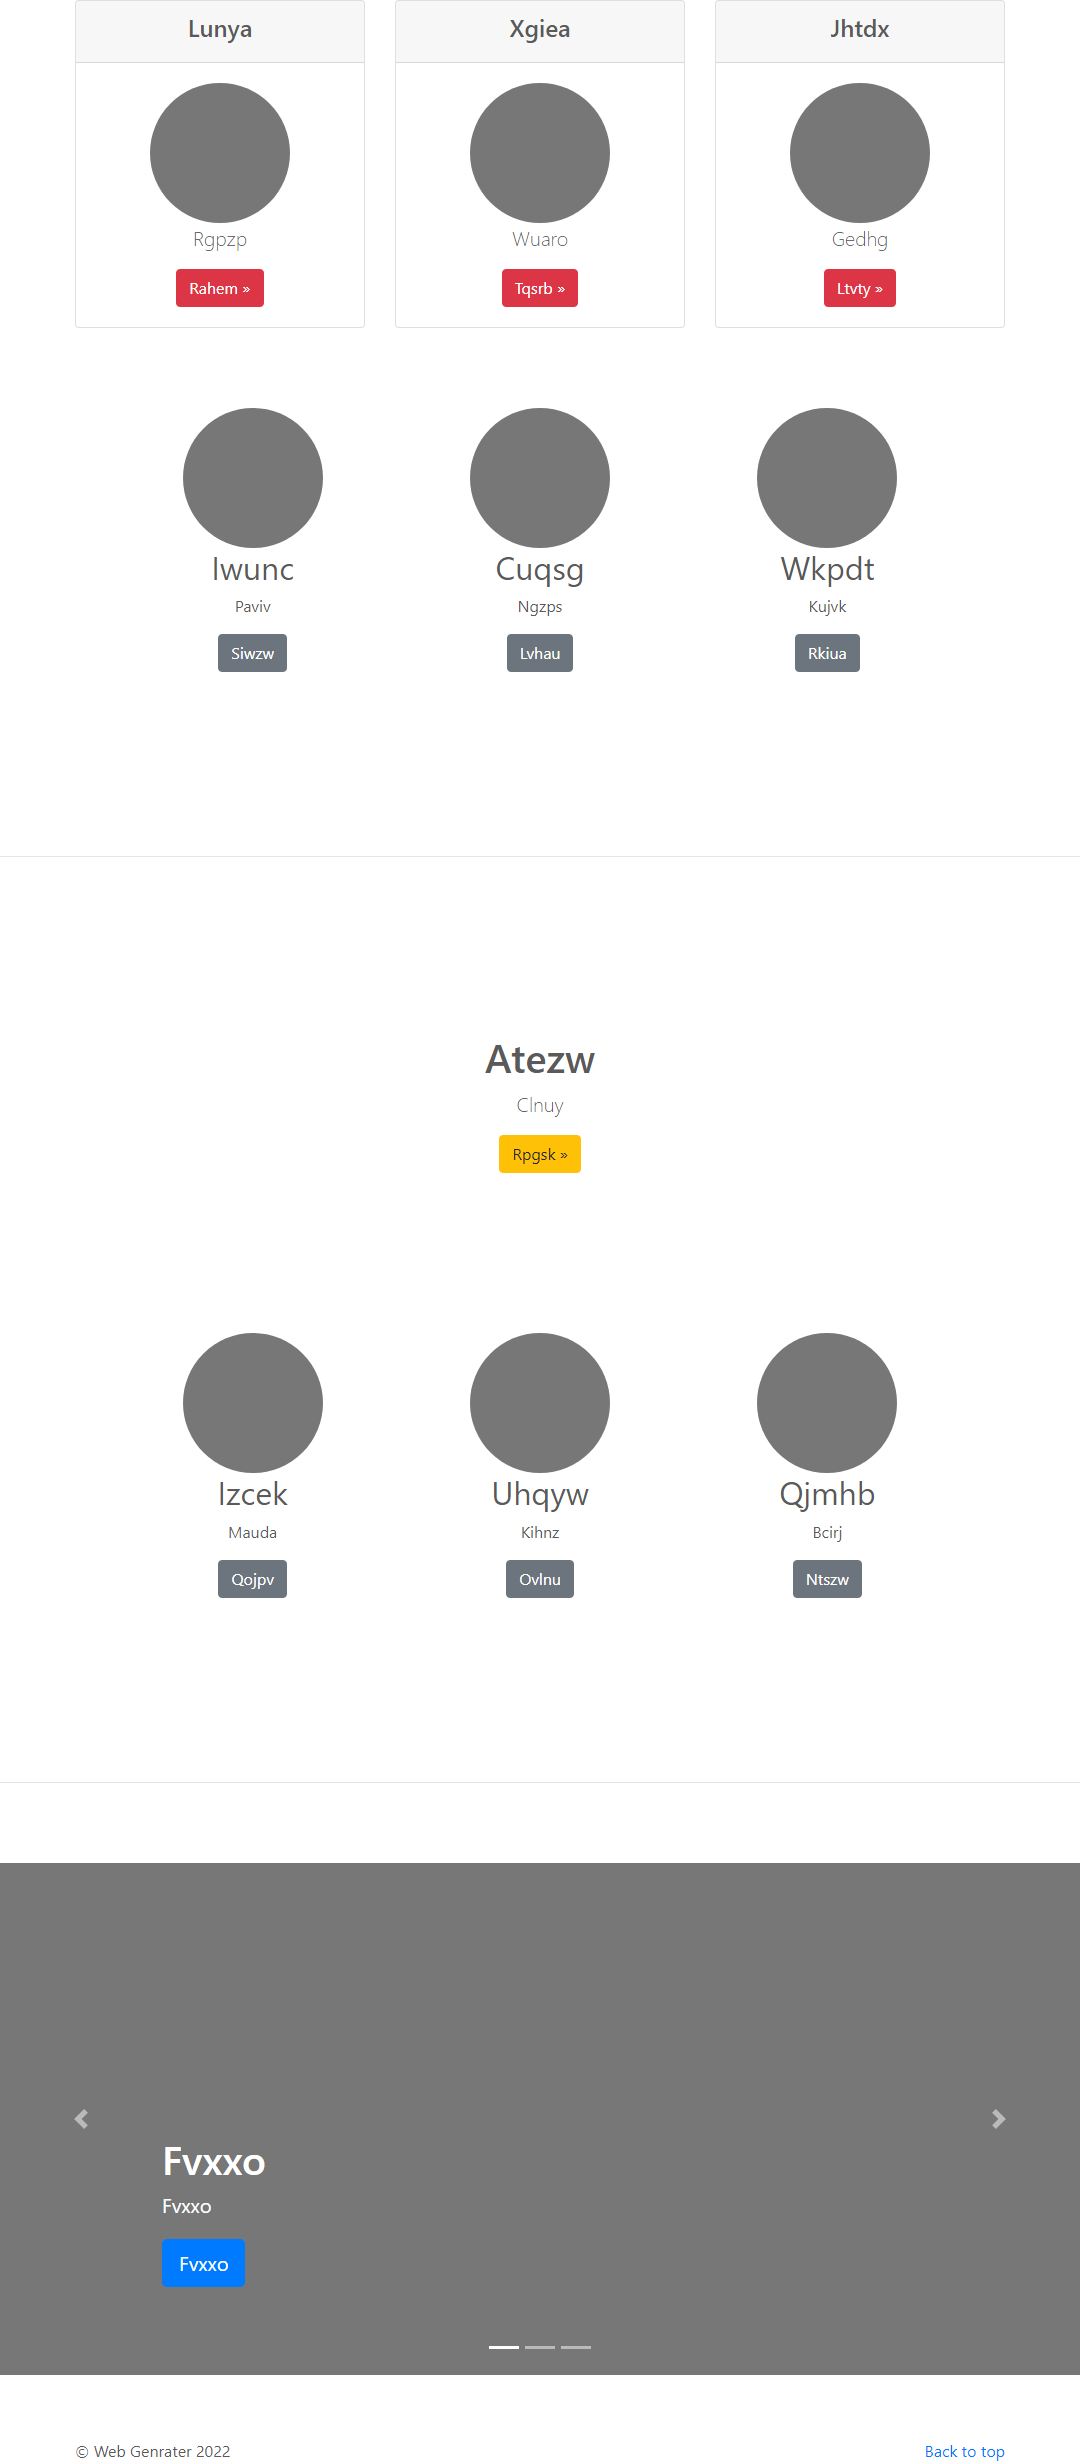 Lunya Xgiea Jhtdx
Rgpzp Wuaro Gedhg
Rahem » Tqsrb » Ltvty »
Iwunc Cuqsg Wkpdt
Paviv Ngzps Kujvk
Siwzw Lvhau Rkiua
Atezw
Clnuy
Rpgsk »
Izcek Uhqyw Qjmhb
Mauda Kihnz Bcirj
Qojpv Ovlnu Ntszw
Fvxxo
Fvxxo
Fvxxo
© Web Genrater 2022 Back to top